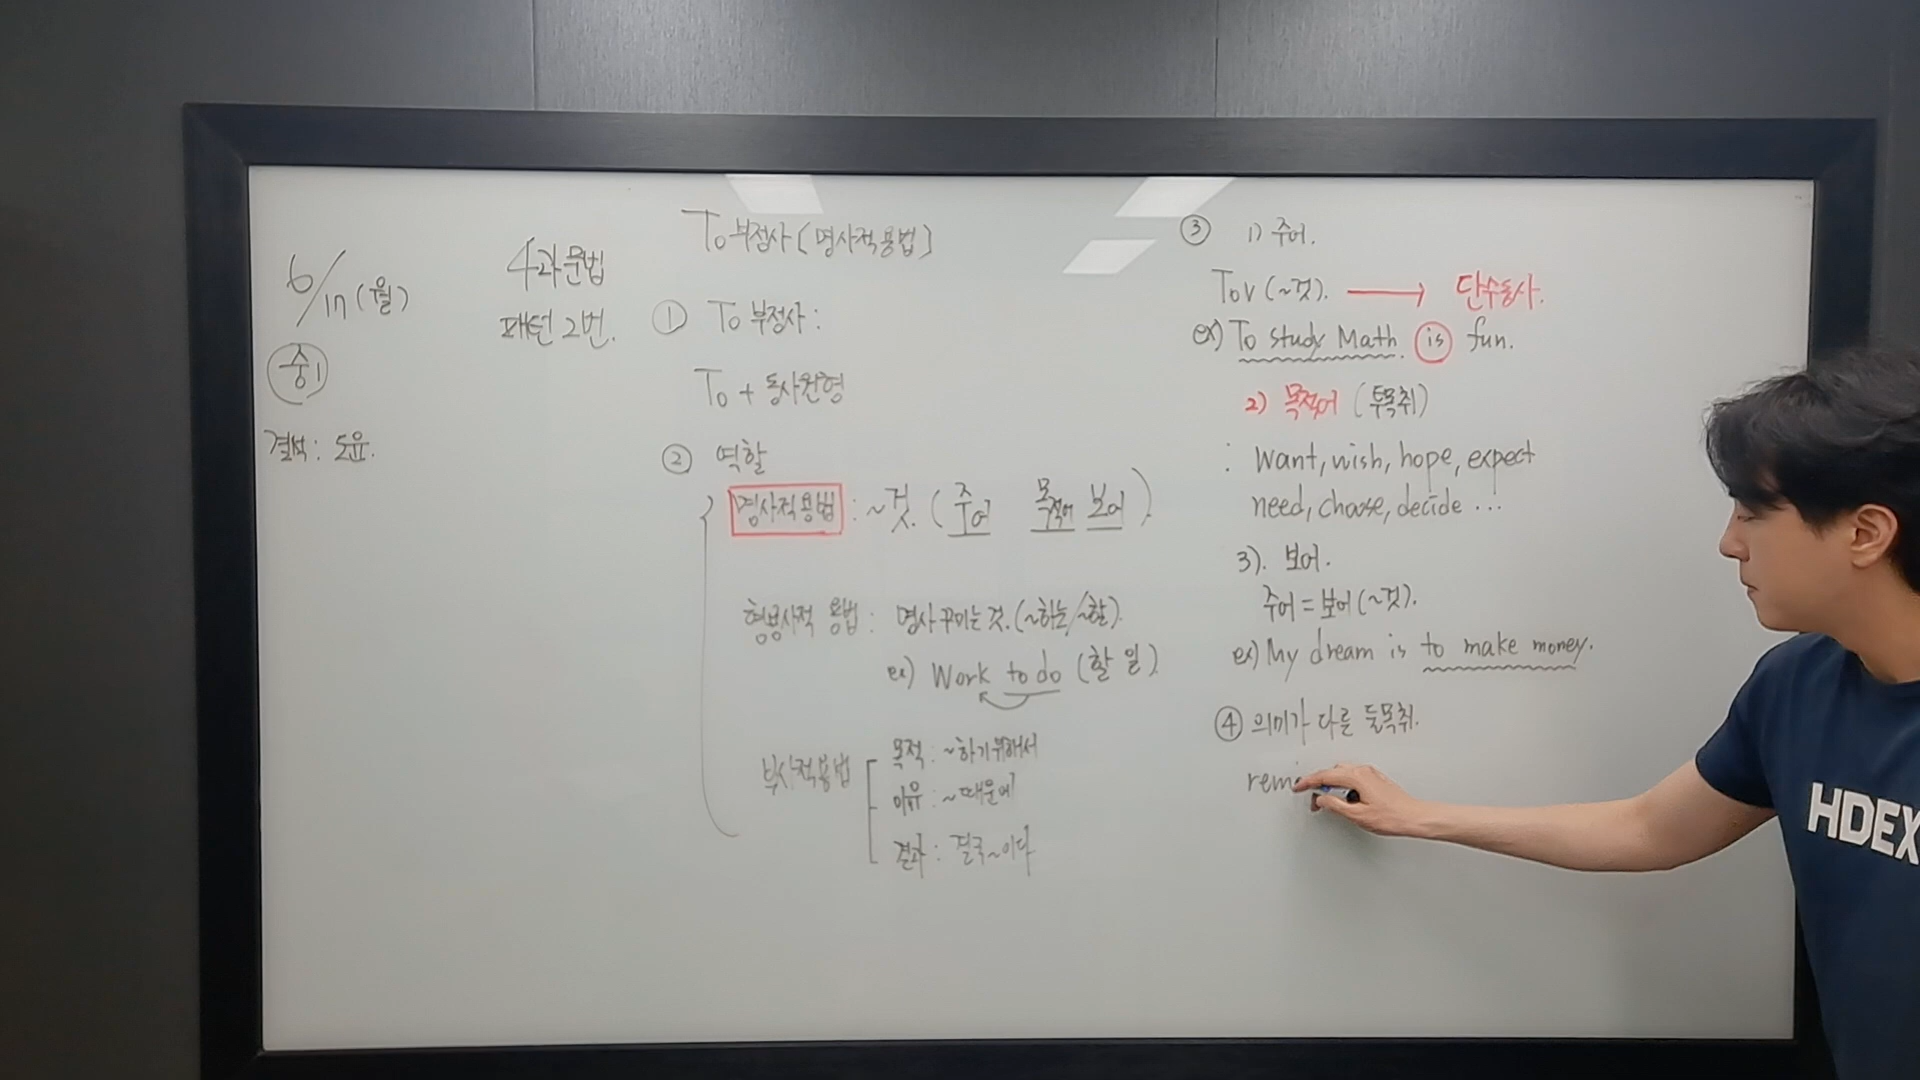 6/17(월)
중1
결석: 도윤.
4과 문법
패턴 2번.
To 부정사 (명사적용법)
① To 부정사:
To + 동사원형
② 역할
명사적용법: ~것. (주어 목적어 보어).
형용사적 용법: 명사 꾸미는 것. (~하는/~할).
ex) Work to do (할 일).
부사적용법
목적: ~하기위해서
이유: ~때문에
결과: 결국~이다
③ 1) 주어.
To V (~것). → 단수동사.
ex) To study Math. is fun.
2) 목적어 (투목취)
: Want, wish, hope, expect
need, choose, decide ...
3). 보어.
주어 = 보어 (~것).
ex) My dream is to make money.
④ 의미가 다른 둘목취.
remi
HDEX